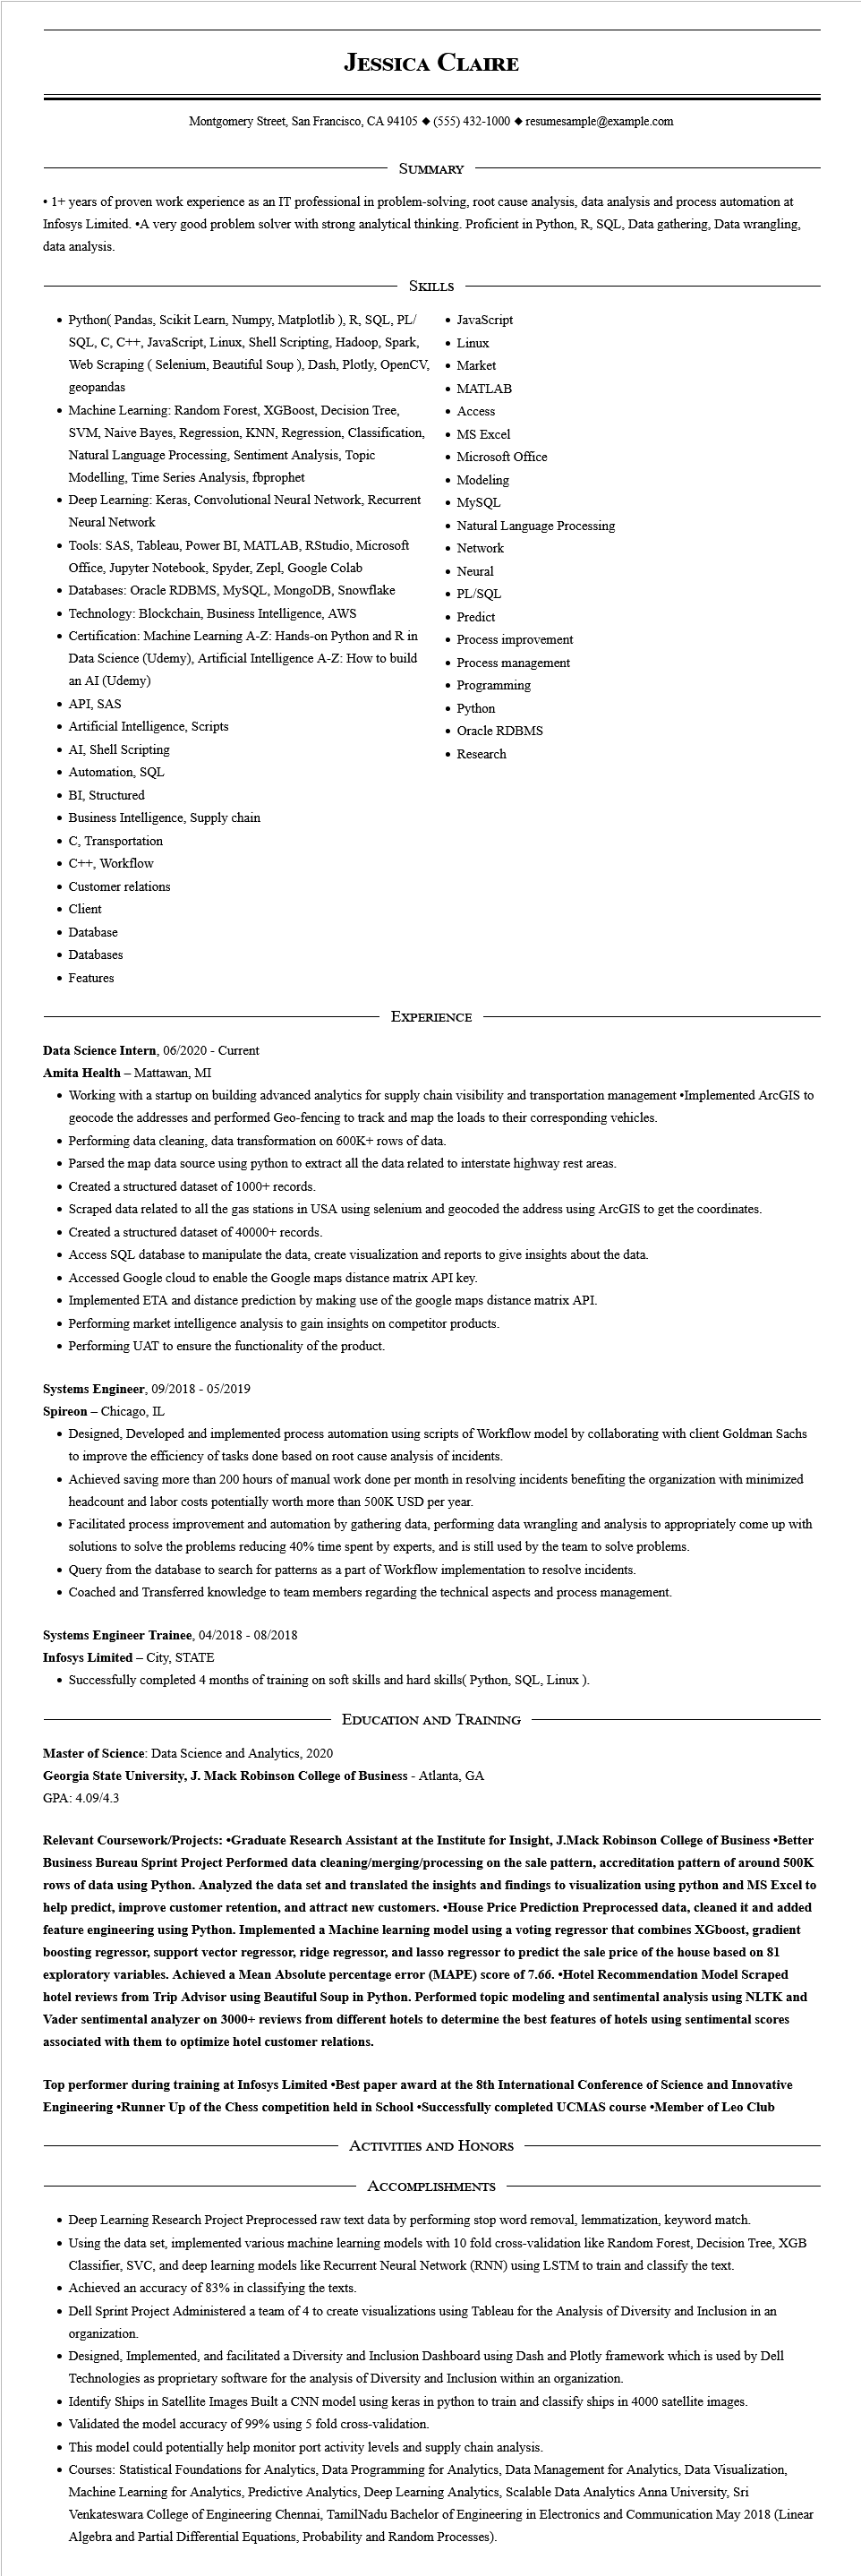 Jessica Claire
Montgomery Street, San Francisco, CA 94105 ◆ (555) 432-1000 ◆ resumesample@example.com
Summary
• 1+ years of proven work experience as an IT professional in problem-solving, root cause analysis, data analysis and process automation at
Infosys Limited. •A very good problem solver with strong analytical thinking. Proficient in Python, R, SQL, Data gathering, Data wrangling,
data analysis.
Skills
• Python( Pandas, Scikit Learn, Numpy, Matplotlib ), R, SQL, PL/
SQL, C, C++, JavaScript, Linux, Shell Scripting, Hadoop, Spark,
Web Scraping ( Selenium, Beautiful Soup ), Dash, Plotly, OpenCV,
geopandas
• Machine Learning: Random Forest, XGBoost, Decision Tree,
SVM, Naive Bayes, Regression, KNN, Regression, Classification,
Natural Language Processing, Sentiment Analysis, Topic
Modelling, Time Series Analysis, fbprophet
• Deep Learning: Keras, Convolutional Neural Network, Recurrent
Neural Network
• Tools: SAS, Tableau, Power BI, MATLAB, RStudio, Microsoft
Office, Jupyter Notebook, Spyder, Zepl, Google Colab
• Databases: Oracle RDBMS, MySQL, MongoDB, Snowflake
• Technology: Blockchain, Business Intelligence, AWS
• Certification: Machine Learning A-Z: Hands-on Python and R in
Data Science (Udemy), Artificial Intelligence A-Z: How to build
an AI (Udemy)
• API, SAS
• Artificial Intelligence, Scripts
• AI, Shell Scripting
• Automation, SQL
• BI, Structured
• Business Intelligence, Supply chain
• C, Transportation
• C++, Workflow
• Customer relations
• Client
• Database
• Databases
• Features
• JavaScript
• Linux
• Market
• MATLAB
• Access
• MS Excel
• Microsoft Office
• Modeling
• MySQL
• Natural Language Processing
• Network
• Neural
• PL/SQL
• Predict
• Process improvement
• Process management
• Programming
• Python
• Oracle RDBMS
• Research
Experience
Data Science Intern, 06/2020 - Current
Amita Health – Mattawan, MI
• Working with a startup on building advanced analytics for supply chain visibility and transportation management •Implemented ArcGIS to
geocode the addresses and performed Geo-fencing to track and map the loads to their corresponding vehicles.
• Performing data cleaning, data transformation on 600K+ rows of data.
• Parsed the map data source using python to extract all the data related to interstate highway rest areas.
• Created a structured dataset of 1000+ records.
• Scraped data related to all the gas stations in USA using selenium and geocoded the address using ArcGIS to get the coordinates.
• Created a structured dataset of 40000+ records.
• Access SQL database to manipulate the data, create visualization and reports to give insights about the data.
• Accessed Google cloud to enable the Google maps distance matrix API key.
• Implemented ETA and distance prediction by making use of the google maps distance matrix API.
• Performing market intelligence analysis to gain insights on competitor products.
• Performing UAT to ensure the functionality of the product.
Systems Engineer, 09/2018 - 05/2019
Spireon – Chicago, IL
• Designed, Developed and implemented process automation using scripts of Workflow model by collaborating with client Goldman Sachs
to improve the efficiency of tasks done based on root cause analysis of incidents.
• Achieved saving more than 200 hours of manual work done per month in resolving incidents benefiting the organization with minimized
headcount and labor costs potentially worth more than 500K USD per year.
• Facilitated process improvement and automation by gathering data, performing data wrangling and analysis to appropriately come up with
solutions to solve the problems reducing 40% time spent by experts, and is still used by the team to solve problems.
• Query from the database to search for patterns as a part of Workflow implementation to resolve incidents.
• Coached and Transferred knowledge to team members regarding the technical aspects and process management.
Systems Engineer Trainee, 04/2018 - 08/2018
Infosys Limited – City, STATE
• Successfully completed 4 months of training on soft skills and hard skills( Python, SQL, Linux ).
Education and Training
Master of Science: Data Science and Analytics, 2020
Georgia State University, J. Mack Robinson College of Business - Atlanta, GA
GPA: 4.09/4.3
Relevant Coursework/Projects: •Graduate Research Assistant at the Institute for Insight, J.Mack Robinson College of Business •Better
Business Bureau Sprint Project Performed data cleaning/merging/processing on the sale pattern, accreditation pattern of around 500K
rows of data using Python. Analyzed the data set and translated the insights and findings to visualization using python and MS Excel to
help predict, improve customer retention, and attract new customers. •House Price Prediction Preprocessed data, cleaned it and added
feature engineering using Python. Implemented a Machine learning model using a voting regressor that combines XGboost, gradient
boosting regressor, support vector regressor, ridge regressor, and lasso regressor to predict the sale price of the house based on 81
exploratory variables. Achieved a Mean Absolute percentage error (MAPE) score of 7.66. •Hotel Recommendation Model Scraped
hotel reviews from Trip Advisor using Beautiful Soup in Python. Performed topic modeling and sentimental analysis using NLTK and
Vader sentimental analyzer on 3000+ reviews from different hotels to determine the best features of hotels using sentimental scores
associated with them to optimize hotel customer relations.
Top performer during training at Infosys Limited •Best paper award at the 8th International Conference of Science and Innovative
Engineering •Runner Up of the Chess competition held in School •Successfully completed UCMAS course •Member of Leo Club
Activities and Honors
Accomplishments
• Deep Learning Research Project Preprocessed raw text data by performing stop word removal, lemmatization, keyword match.
• Using the data set, implemented various machine learning models with 10 fold cross-validation like Random Forest, Decision Tree, XGB
Classifier, SVC, and deep learning models like Recurrent Neural Network (RNN) using LSTM to train and classify the text.
• Achieved an accuracy of 83% in classifying the texts.
• Dell Sprint Project Administered a team of 4 to create visualizations using Tableau for the Analysis of Diversity and Inclusion in an
organization.
• Designed, Implemented, and facilitated a Diversity and Inclusion Dashboard using Dash and Plotly framework which is used by Dell
Technologies as proprietary software for the analysis of Diversity and Inclusion within an organization.
• Identify Ships in Satellite Images Built a CNN model using keras in python to train and classify ships in 4000 satellite images.
• Validated the model accuracy of 99% using 5 fold cross-validation.
• This model could potentially help monitor port activity levels and supply chain analysis.
• Courses: Statistical Foundations for Analytics, Data Programming for Analytics, Data Management for Analytics, Data Visualization,
Machine Learning for Analytics, Predictive Analytics, Deep Learning Analytics, Scalable Data Analytics Anna University, Sri
Venkateswara College of Engineering Chennai, TamilNadu Bachelor of Engineering in Electronics and Communication May 2018 (Linear
Algebra and Partial Differential Equations, Probability and Random Processes).